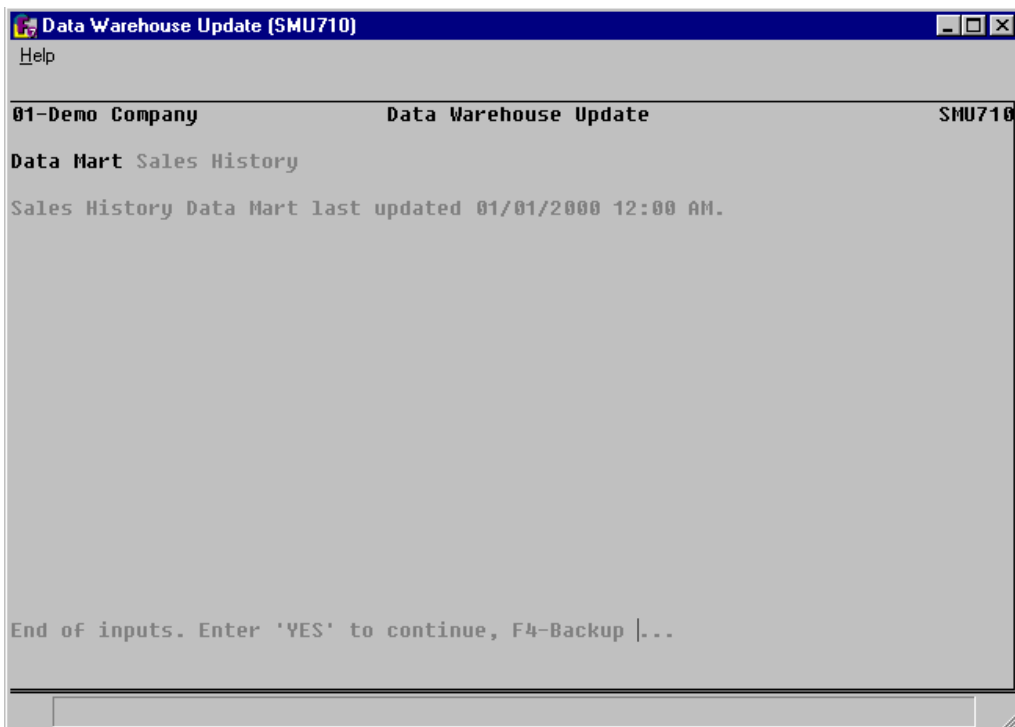 Data Warehouse Update (SMU710)
Help
01-Demo Company Data Warehouse Update SMU710
Data Mart Sales History
Sales History Data Mart last updated 01/01/2000 12:00 AM.
End of inputs. Enter 'YES' to continue, F4-Backup ...